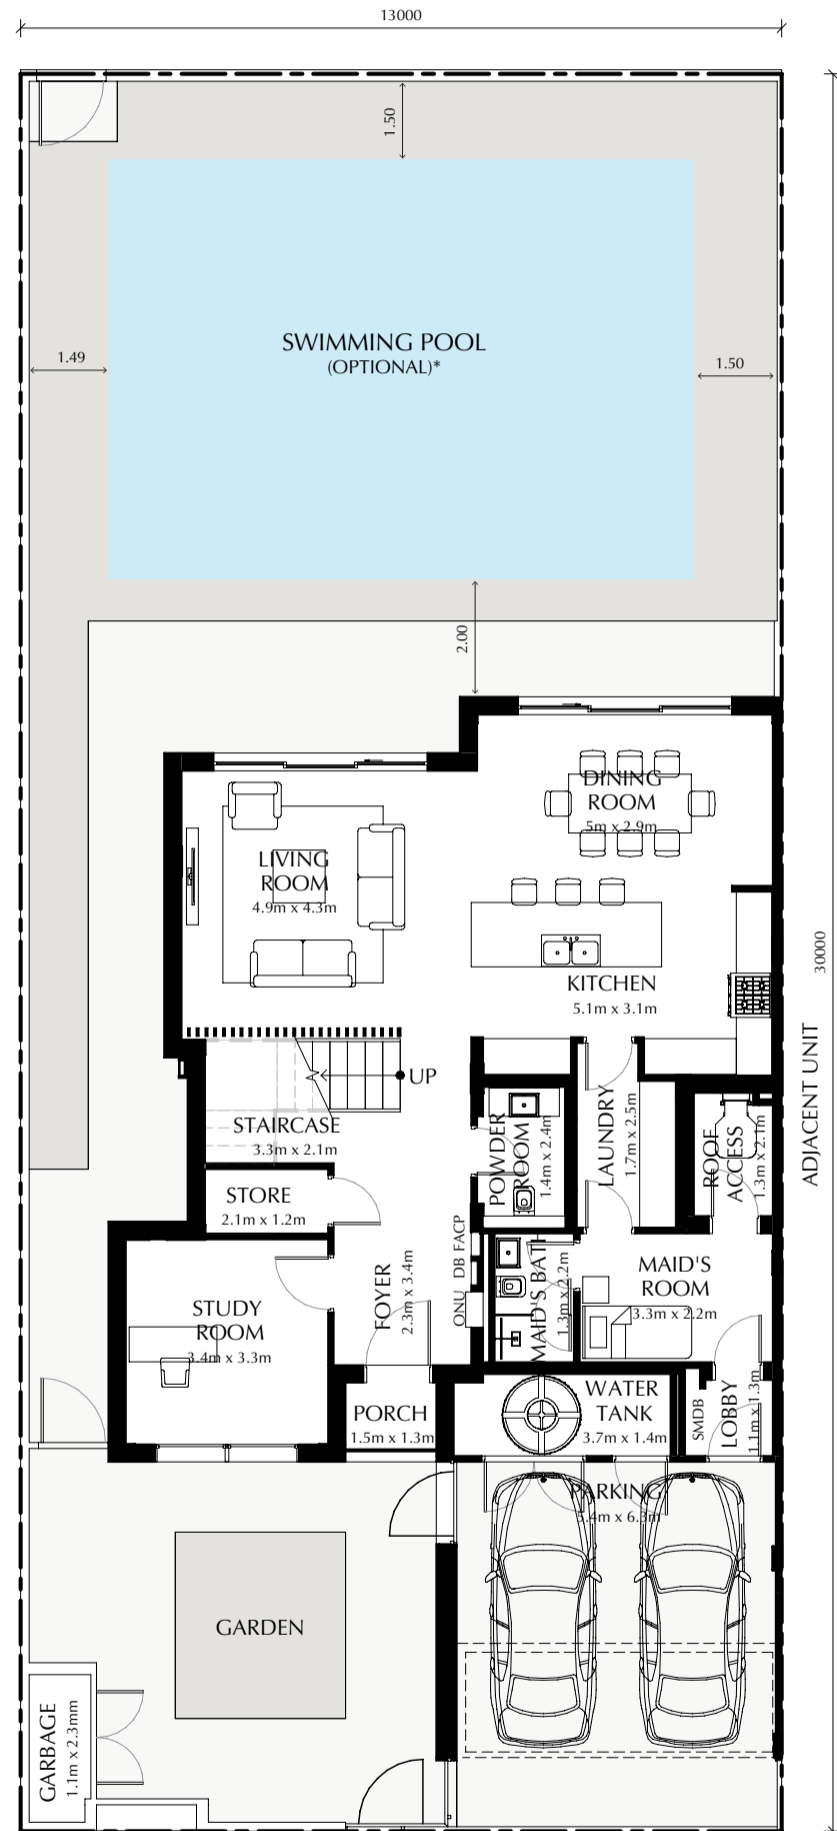 13000
1.50
SWIMMING POOL
(OPTIONAL)*
1.49
1.50
2.00
DINING
ROOM
5m x 2.9m
LIVING
ROOM
4.9m x 4.3m
KITCHEN
5.1m x 3.1m
30000
ADJACENT UNIT
UP
STAIRCASE
3.3m x 2.1m
POWDER
ROOM
1.4m x 2.4m
LAUNDRY
1.7m x 2.5m
ROOF
ACCESS
1.3m x 2.1m
STORE
2.1m x 1.2m
FOYER
2.3m x 3.4m
ONU DB FACP
MAID'S BATH
1.3m x 2.2m
MAID'S
ROOM
3.3m x 2.2m
STUDY
ROOM
3.4m x 3.3m
PORCH
1.5m x 1.3m
WATER
TANK
3.7m x 1.4m
SMDB
LOBBY
1.1m x 1.3m
PARKING
5.4m x 6.3m
GARDEN
GARBAGE
1.1m x 2.3mm